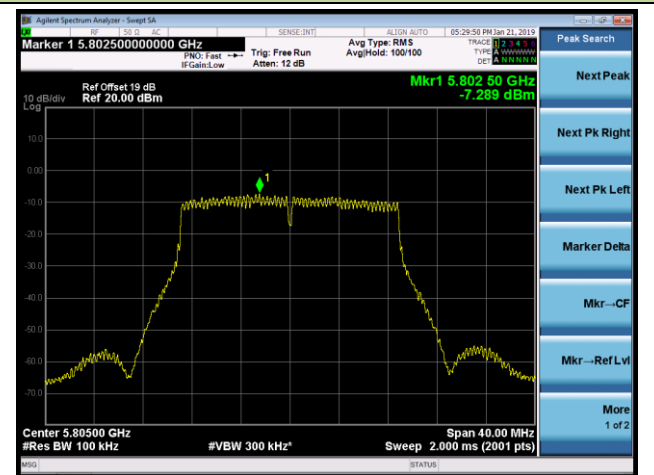 Agilent Spectrum Analyzer - Swept SA
RF 50 Ω AC SENSE:INT ALIGN AUTO 05:29:50 PM Jan 21, 2019
Marker 1 5.802500000000 GHz
PNO: Fast
IFGain:Low
Trig: Free Run
Atten: 12 dB
Avg Type: RMS
Avg|Hold: 100/100
TRACE 1 2 3 4 5 6
TYPE A WWWWW
DET A N N N N N
Peak Search
Next Peak
Next Pk Right
Next Pk Left
Marker Delta
Mkr→CF
Mkr→Ref Lvl
More
1 of 2
Mkr1 5.802 50 GHz
-7.289 dBm
Ref Offset 19 dB
10 dB/div Ref 20.00 dBm
Log
10.0
0.00
1
-10.0
-20.0
-30.0
-40.0
-50.0
-60.0
-70.0
Center 5.80500 GHz Span 40.00 MHz
#Res BW 100 kHz #VBW 300 kHz* Sweep 2.000 ms (2001 pts)
MSG STATUS